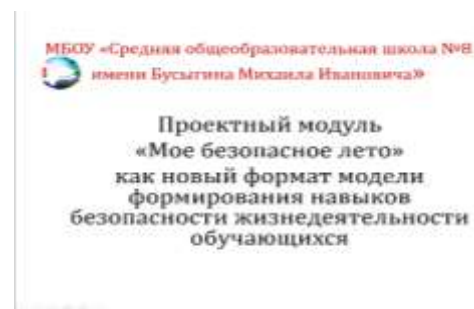 МБОУ «Средняя общеобразовательная школа №8
имени Бусыгина Михаила Ивановича»
Проектный модуль
«Мое безопасное лето»
как новый формат модели
формирования навыков
безопасности жизнедеятельности
обучающихся